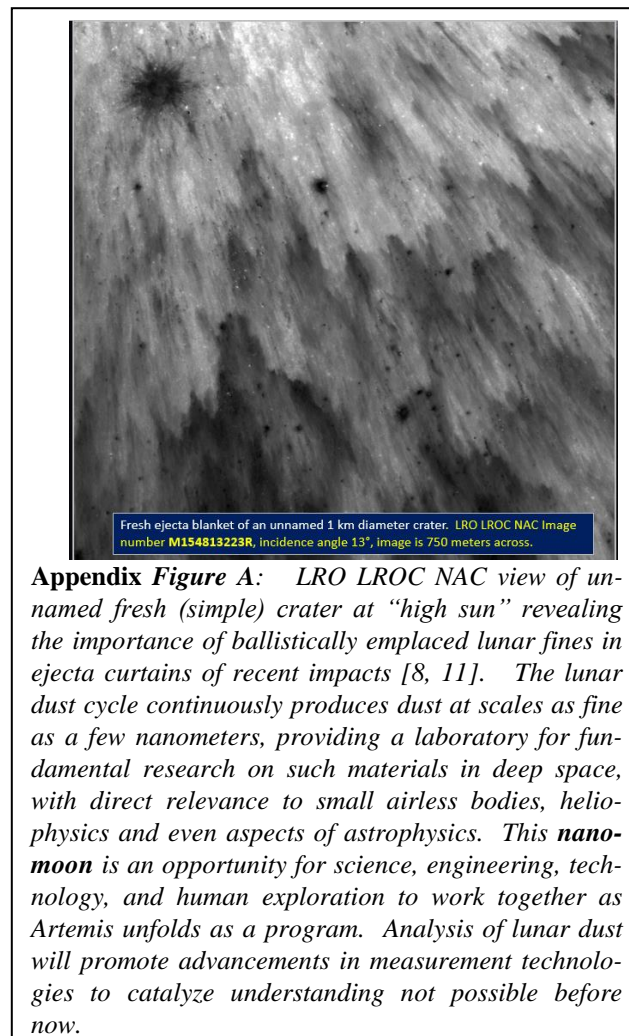 Fresh ejecta blanket of an unnamed 1 km diameter crater. LRO LROC NAC Image
number M154813223R, incidence angle 13°, image is 750 meters across.
Appendix Figure A: LRO LROC NAC view of un-
named fresh (simple) crater at “high sun” revealing
the importance of ballistically emplaced lunar fines in
ejecta curtains of recent impacts [8, 11]. The lunar
dust cycle continuously produces dust at scales as fine
as a few nanometers, providing a laboratory for fun-
damental research on such materials in deep space,
with direct relevance to small airless bodies, helio-
physics and even aspects of astrophysics. This nano-
moon is an opportunity for science, engineering, tech-
nology, and human exploration to work together as
Artemis unfolds as a program. Analysis of lunar dust
will promote advancements in measurement technolo-
gies to catalyze understanding not possible before
now.